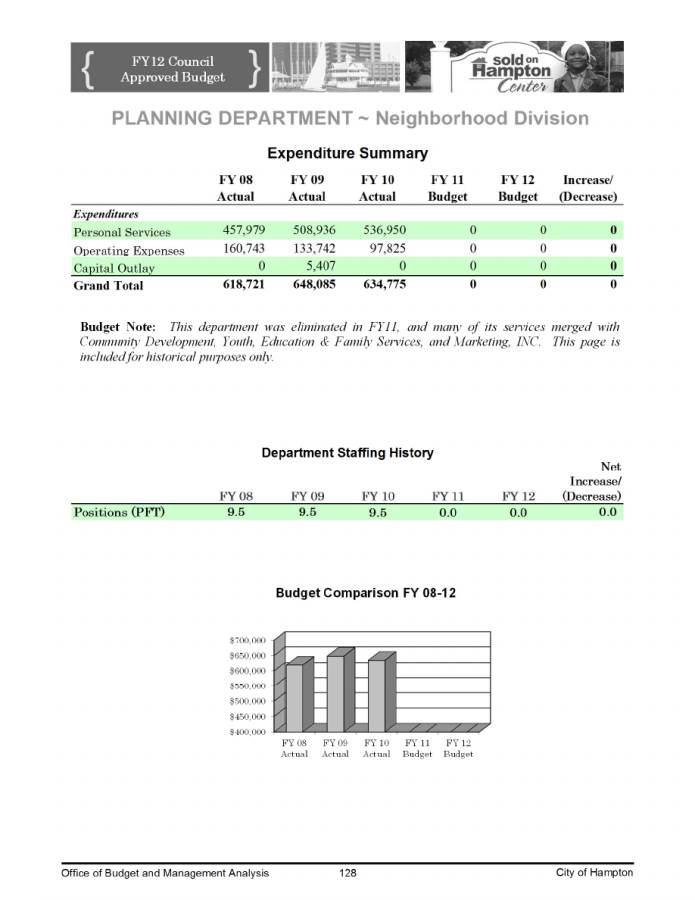 FY12 Council
Approved Budget
sold on
Hampton
Center
PLANNING DEPARTMENT ~ Neighborhood Division
Expenditure Summary
FY 08 FY 09 FY 10 FY 11 FY 12 Increase/
Actual Actual Actual Budget Budget (Decrease)
Expenditures
Personal Services 457,979 508,936 536,950 0 0 0
Operating Expenses 160,743 133,742 97,825 0 0 0
Capital Outlay 0 5,407 0 0 0 0
Grand Total 618,721 648,085 634,775 0 0 0
Budget Note: This department was eliminated in FY11, and many of its services merged with
Community Development, Youth, Education & Family Services, and Marketing, INC. This page is
included for historical purposes only.
Department Staffing History
Net
Increase/
FY 08 FY 09 FY 10 FY 11 FY 12 (Decrease)
Positions (PFT) 9.5 9.5 9.5 0.0 0.0 0.0
Budget Comparison FY 08-12
$700,000
$650,000
$600,000
$550,000
$500,000
$450,000
$400,000
FY 08 FY 09 FY 10 FY 11 FY 12
Actual Actual Actual Budget Budget
Office of Budget and Management Analysis 128 City of Hampton